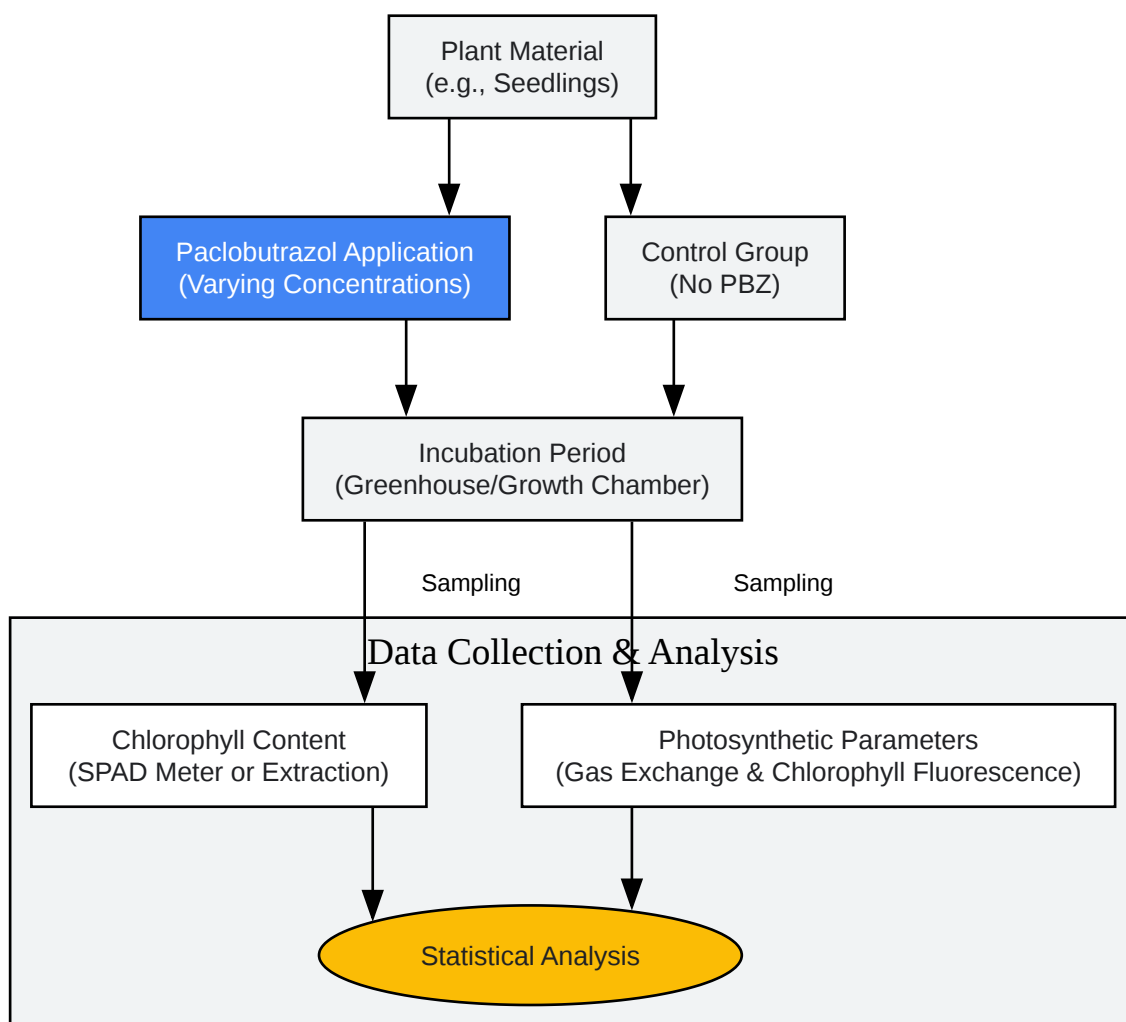 Plant Material
(e.g., Seedlings)
Paclobutrazol Application
(Varying Concentrations)
Control Group
(No PBZ)
Incubation Period
(Greenhouse/Growth Chamber)
Sampling
Sampling
Data Collection & Analysis
Chlorophyll Content
(SPAD Meter or Extraction)
Photosynthetic Parameters
(Gas Exchange & Chlorophyll Fluorescence)
Statistical Analysis